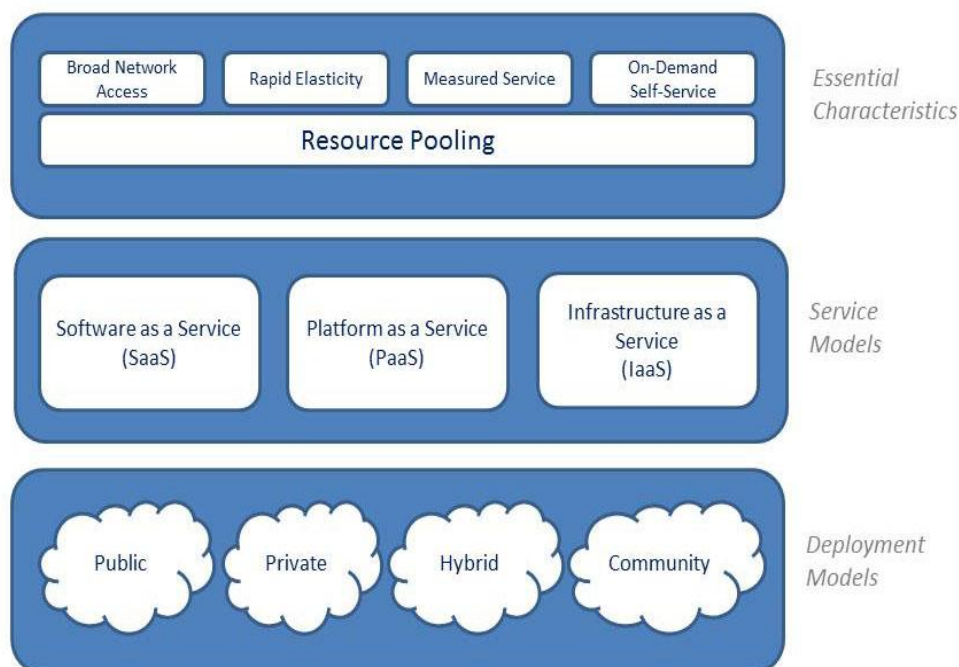 Broad Network
Access
Rapid Elasticity
Measured Service
On-Demand
Self-Service
Resource Pooling
Essential
Characteristics
Software as a Service
(SaaS)
Platform as a Service
(PaaS)
Infrastructure as a
Service
(IaaS)
Service
Models
Public
Private
Hybrid
Community
Deployment
Models